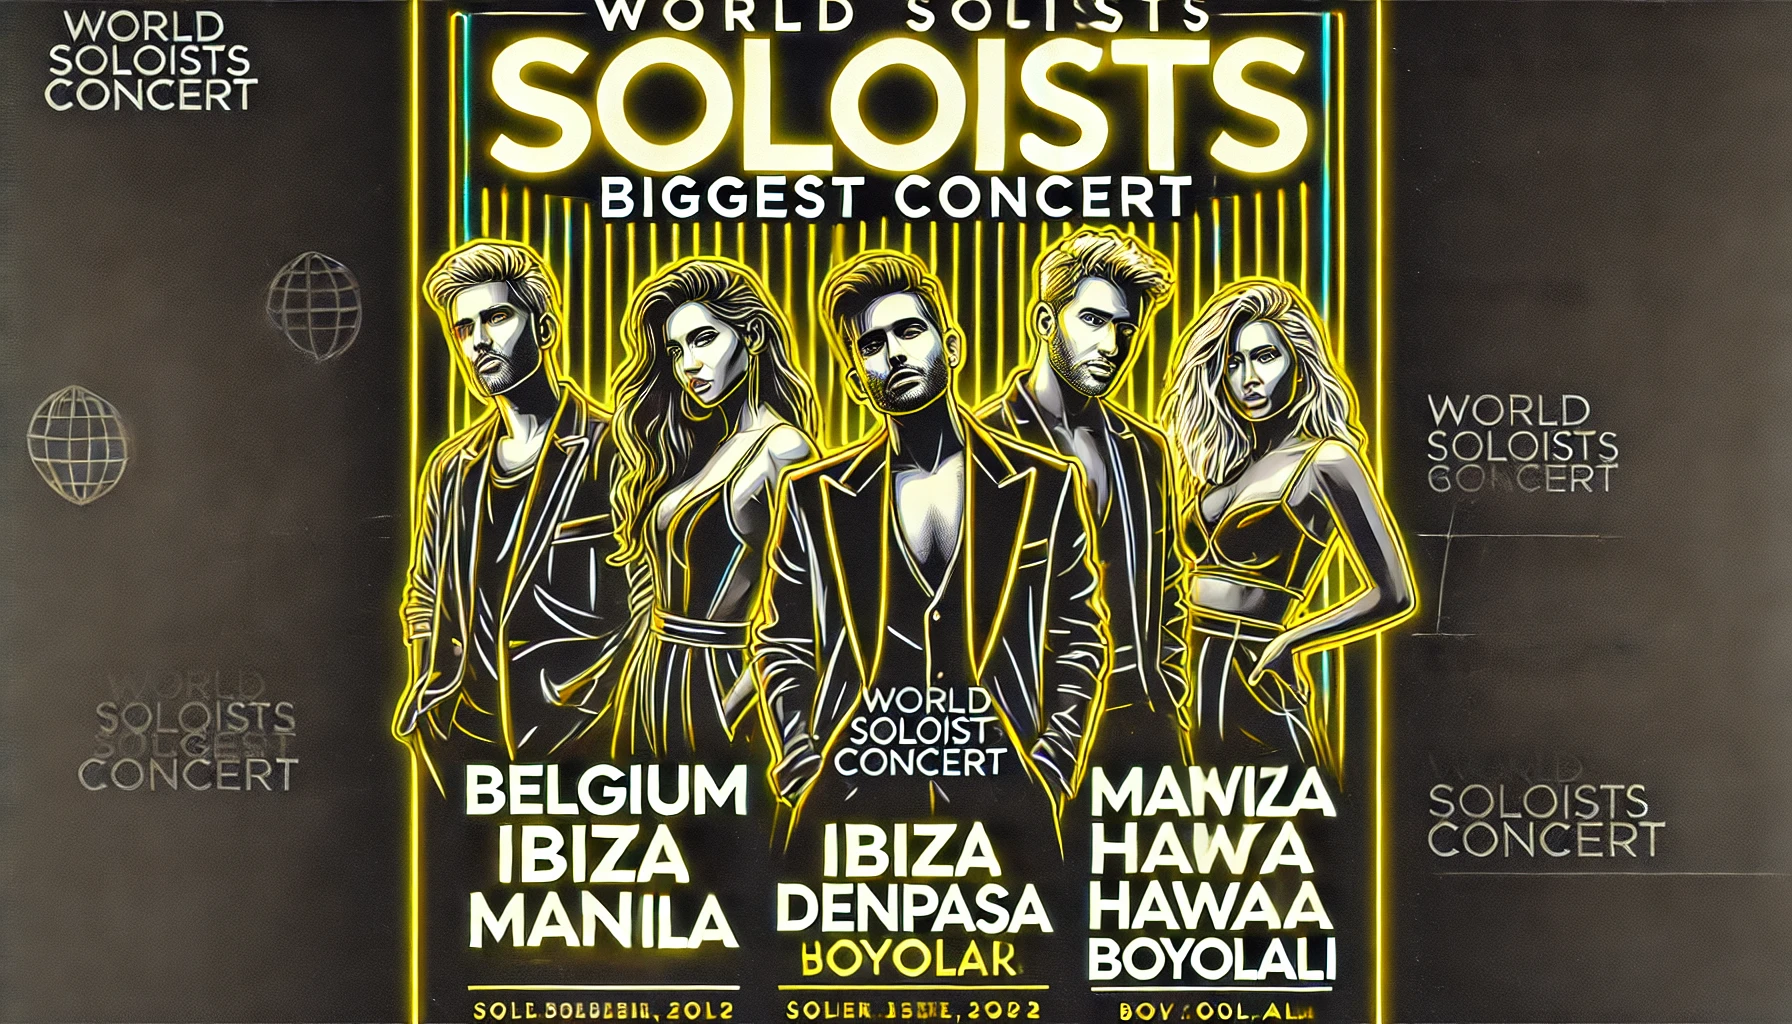 WORLD
SOLOISTS
CONCERT
WORLD SOLISTS
SOLOISTS
BIGGEST CONCERT
WORLD
SOLOISTS
CONCERT
WORLD
SOLOISTS
CONCERT
WORLD
SOLOIST
CONCERT
SOLOISTS
CONCERT
BELGIUM
IBIZA
MANILA
IBIZA
DENPASA
BOYOLAR
MAWIZA
HAWA
HAWAA
BOYOLALI